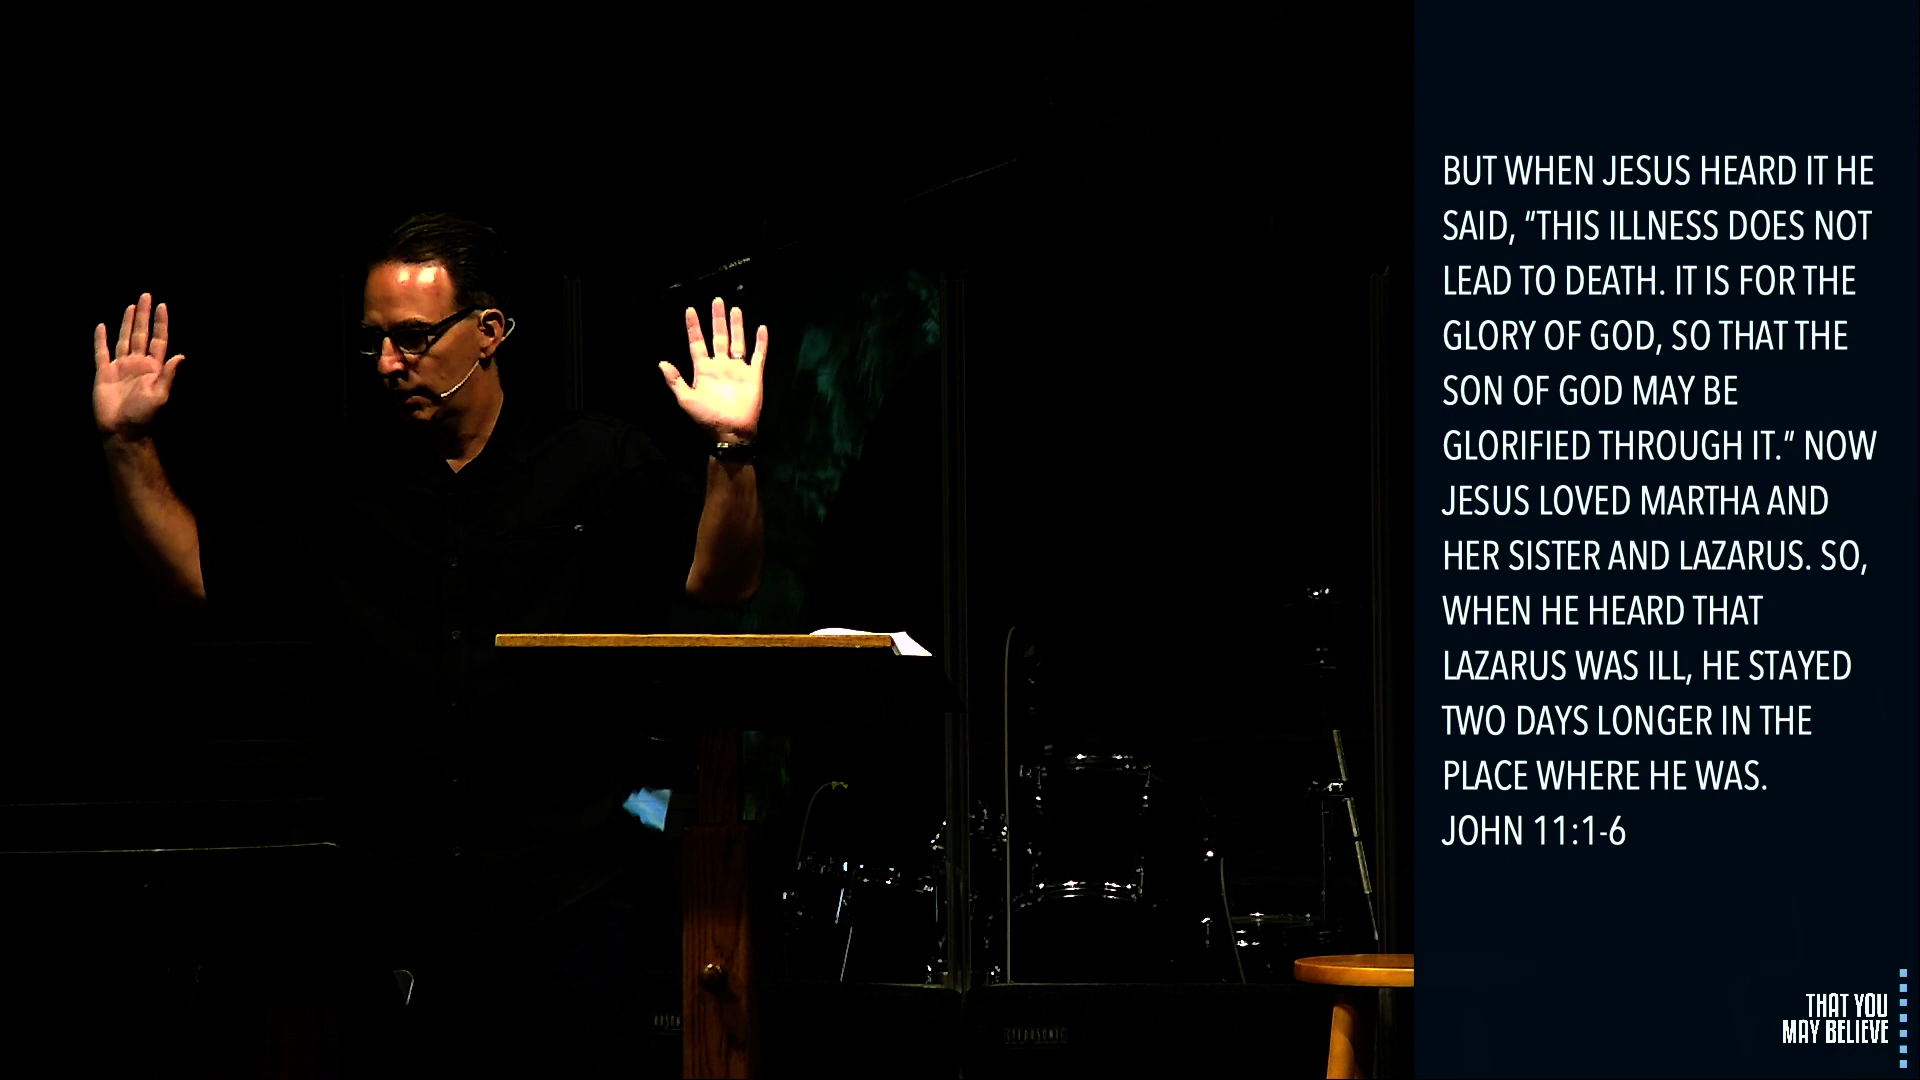 BUT WHEN JESUS HEARD IT HE
SAID, “THIS ILLNESS DOES NOT
LEAD TO DEATH. IT IS FOR THE
GLORY OF GOD, SO THAT THE
SON OF GOD MAY BE
GLORIFIED THROUGH IT.” NOW
JESUS LOVED MARTHA AND
HER SISTER AND LAZARUS. SO,
WHEN HE HEARD THAT
LAZARUS WAS ILL, HE STAYED
TWO DAYS LONGER IN THE
PLACE WHERE HE WAS.
JOHN 11:1-6
THAT YOU
MAY BELIEVE
CLEARSONIC